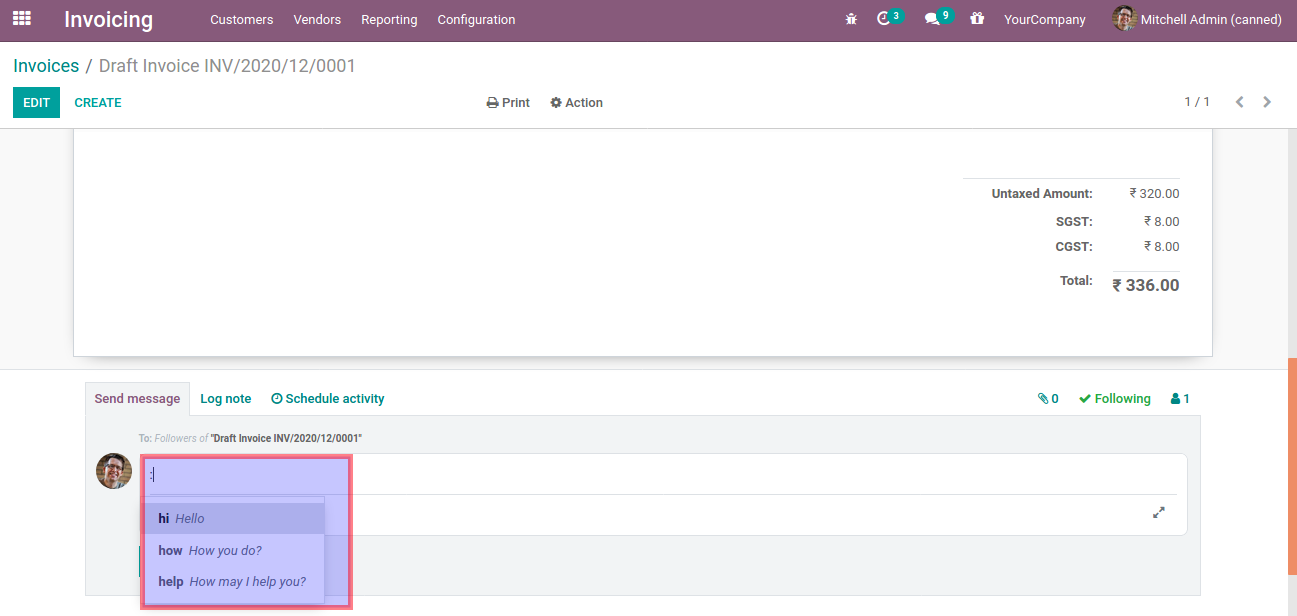 Invoicing Customers Vendors Reporting Configuration 3 9 YourCompany Mitchell Admin (canned)
Invoices / Draft Invoice INV/2020/12/0001
EDIT CREATE Print Action 1 / 1
Untaxed Amount: ₹ 320.00
SGST: ₹ 8.00
CGST: ₹ 8.00
Total: ₹ 336.00
Send message Log note Schedule activity 0 Following 1
To: Followers of "Draft Invoice INV/2020/12/0001"
:
hi Hello
how How you do?
help How may I help you?